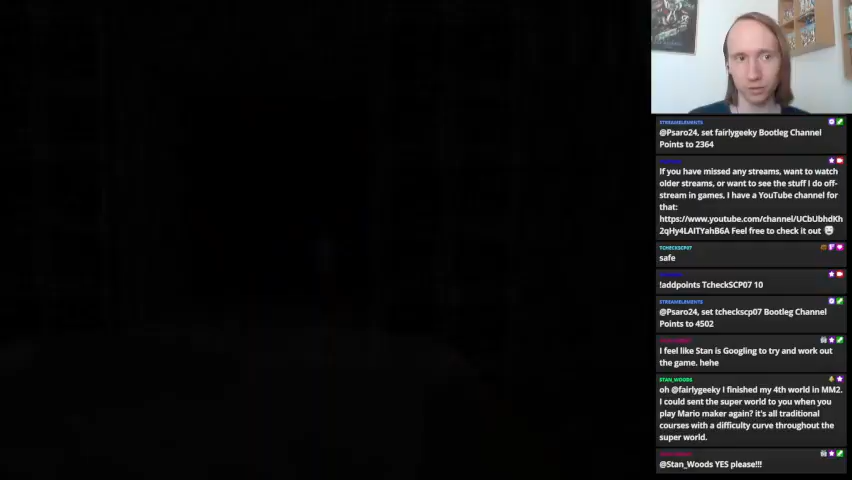 STREAMELEMENTS
@Psaro24, set fairlygeeky Bootleg Channel
Points to 2364
If you have missed any streams, want to watch
older streams, or want to see the stuff I do off-
stream in games, I have a YouTube channel for
that:
https://www.youtube.com/channel/UCbUbhdKh
2qHy4LAITYahB6A Feel free to check it out
TCHECKSCP07
safe
!addpoints TcheckSCP07 10
STREAMELEMENTS
@Psaro24, set tcheckscp07 Bootleg Channel
Points to 4502
I feel like Stan is Googling to try and work out
the game. hehe
STAN_WOODS
oh @fairlygeeky I finished my 4th world in MM2.
I could sent the super world to you when you
play Mario maker again? it's all traditional
courses with a difficulty curve throughout the
super world.
@Stan_Woods YES please!!!